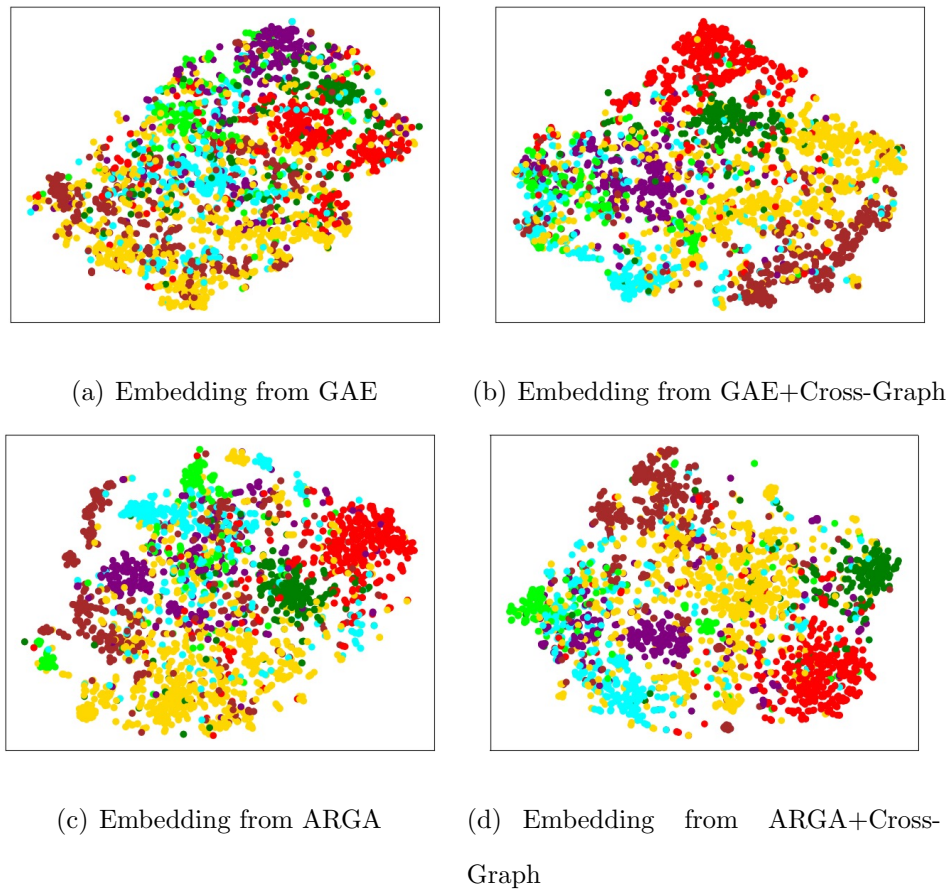 (a) Embedding from GAE
(b) Embedding from GAE+Cross-Graph
(c) Embedding from ARGA
(d) Embedding from ARGA+Cross-
Graph